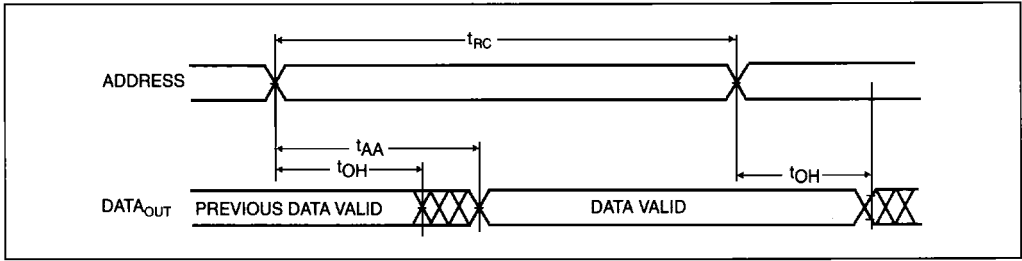 tRC
ADDRESS
tAA
tOH
tOH
DATAOUT
PREVIOUS DATA VALID
DATA VALID